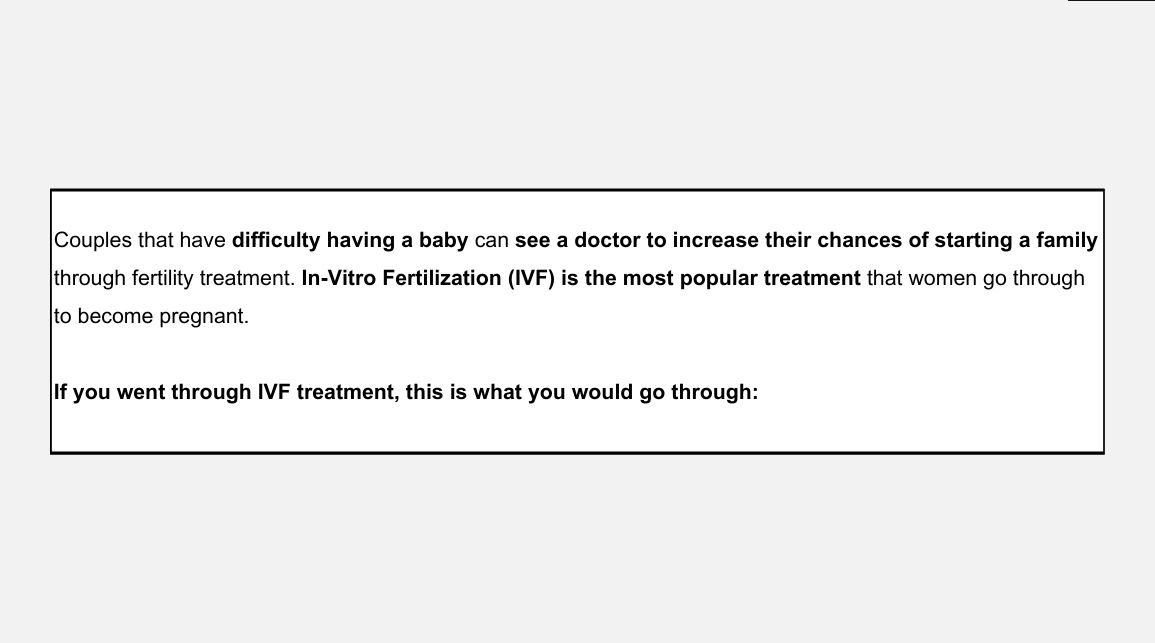 Couples that have difficulty having a baby can see a doctor to increase their chances of starting a family
through fertility treatment. In-Vitro Fertilization (IVF) is the most popular treatment that women go through
to become pregnant.
If you went through IVF treatment, this is what you would go through: